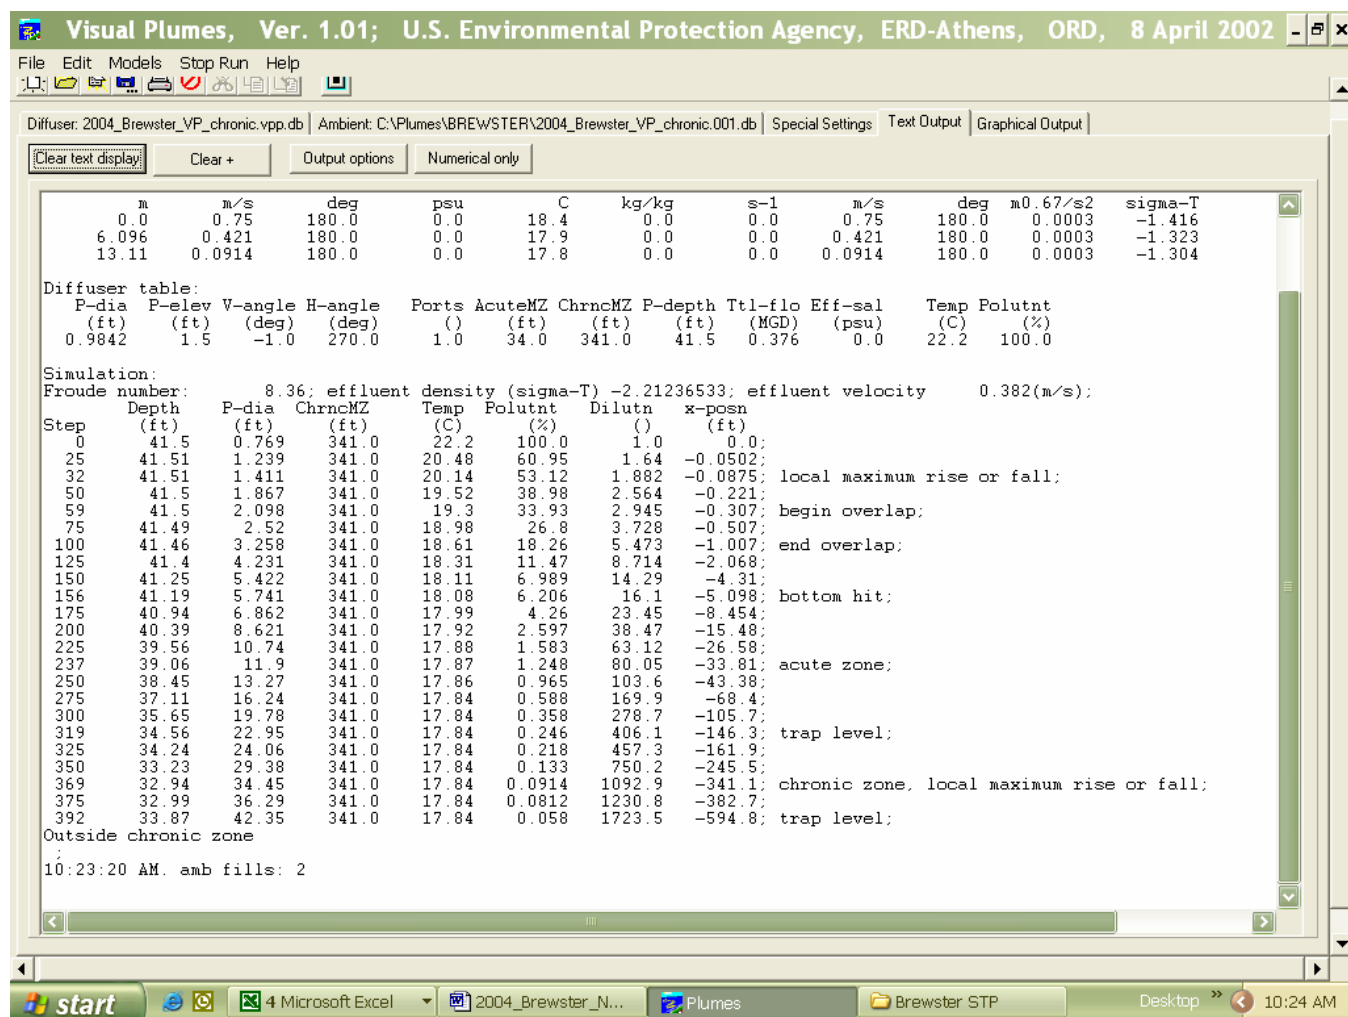 Visual Plumes, Ver. 1.01; U.S. Environmental Protection Agency, ERD-Athens, ORD, 8 April 2002
File Edit Models Stop Run Help
Diffuser: 2004_Brewster_VP_chronic.vpp.db Ambient: C:\Plumes\BREWSTER\2004_Brewster_VP_chronic.001.db Special Settings Text Output Graphical Output
Clear text display Clear + Output options Numerical only
m m/s deg psu C kg/kg s-1 m/s deg m0.67/s2 sigma-T
0.0 0.75 180.0 0.0 18.4 0.0 0.0 0.75 180.0 0.0003 -1.416
6.096 0.421 180.0 0.0 17.9 0.0 0.0 0.421 180.0 0.0003 -1.323
13.11 0.0914 180.0 0.0 17.8 0.0 0.0 0.0914 180.0 0.0003 -1.304
Diffuser table:
P-dia P-elev V-angle H-angle Ports AcuteMZ ChrncMZ P-depth Ttl-flo Eff-sal Temp Polutnt
(ft) (ft) (deg) (deg) () (ft) (ft) (ft) (MGD) (psu) (C) (%)
0.9842 1.5 -1.0 270.0 1.0 34.0 341.0 41.5 0.376 0.0 22.2 100.0
Simulation:
Froude number: 8.36; effluent density (sigma-T) -2.21236533; effluent velocity 0.382(m/s);
Depth P-dia ChrncMZ Temp Polutnt Dilutn x-posn
Step (ft) (ft) (ft) (C) (%) () (ft)
0 41.5 0.769 341.0 22.2 100.0 1.0 0.0;
25 41.51 1.239 341.0 20.48 60.95 1.64 -0.0502;
32 41.51 1.411 341.0 20.14 53.12 1.882 -0.0875; local maximum rise or fall;
50 41.5 1.867 341.0 19.52 38.98 2.564 -0.221;
59 41.5 2.098 341.0 19.3 33.93 2.945 -0.307; begin overlap;
75 41.49 2.52 341.0 18.98 26.8 3.728 -0.507;
100 41.46 3.258 341.0 18.61 18.26 5.473 -1.007; end overlap;
125 41.4 4.231 341.0 18.31 11.47 8.714 -2.068;
150 41.25 5.422 341.0 18.11 6.989 14.29 -4.31;
156 41.19 5.741 341.0 18.08 6.206 16.1 -5.098; bottom hit;
175 40.94 6.862 341.0 17.99 4.26 23.45 -8.454;
200 40.39 8.621 341.0 17.92 2.597 38.47 -15.48;
225 39.56 10.74 341.0 17.88 1.583 63.12 -26.58;
237 39.06 11.9 341.0 17.87 1.248 80.05 -33.81; acute zone;
250 38.45 13.27 341.0 17.86 0.965 103.6 -43.38;
275 37.11 16.24 341.0 17.84 0.588 169.9 -68.4;
300 35.65 19.78 341.0 17.84 0.358 278.7 -105.7;
319 34.56 22.95 341.0 17.84 0.246 406.1 -146.3; trap level;
325 34.24 24.06 341.0 17.84 0.218 457.3 -161.9;
350 33.23 29.38 341.0 17.84 0.133 750.2 -245.5;
369 32.94 34.45 341.0 17.84 0.0914 1092.9 -341.1; chronic zone, local maximum rise or fall;
375 32.99 36.29 341.0 17.84 0.0812 1230.8 -382.7;
392 33.87 42.35 341.0 17.84 0.058 1723.5 -594.8; trap level;
Outside chronic zone
;
10:23:20 AM. amb fills: 2
start 4 Microsoft Excel 2004_Brewster_N... Plumes Brewster STP Desktop » 10:24 AM